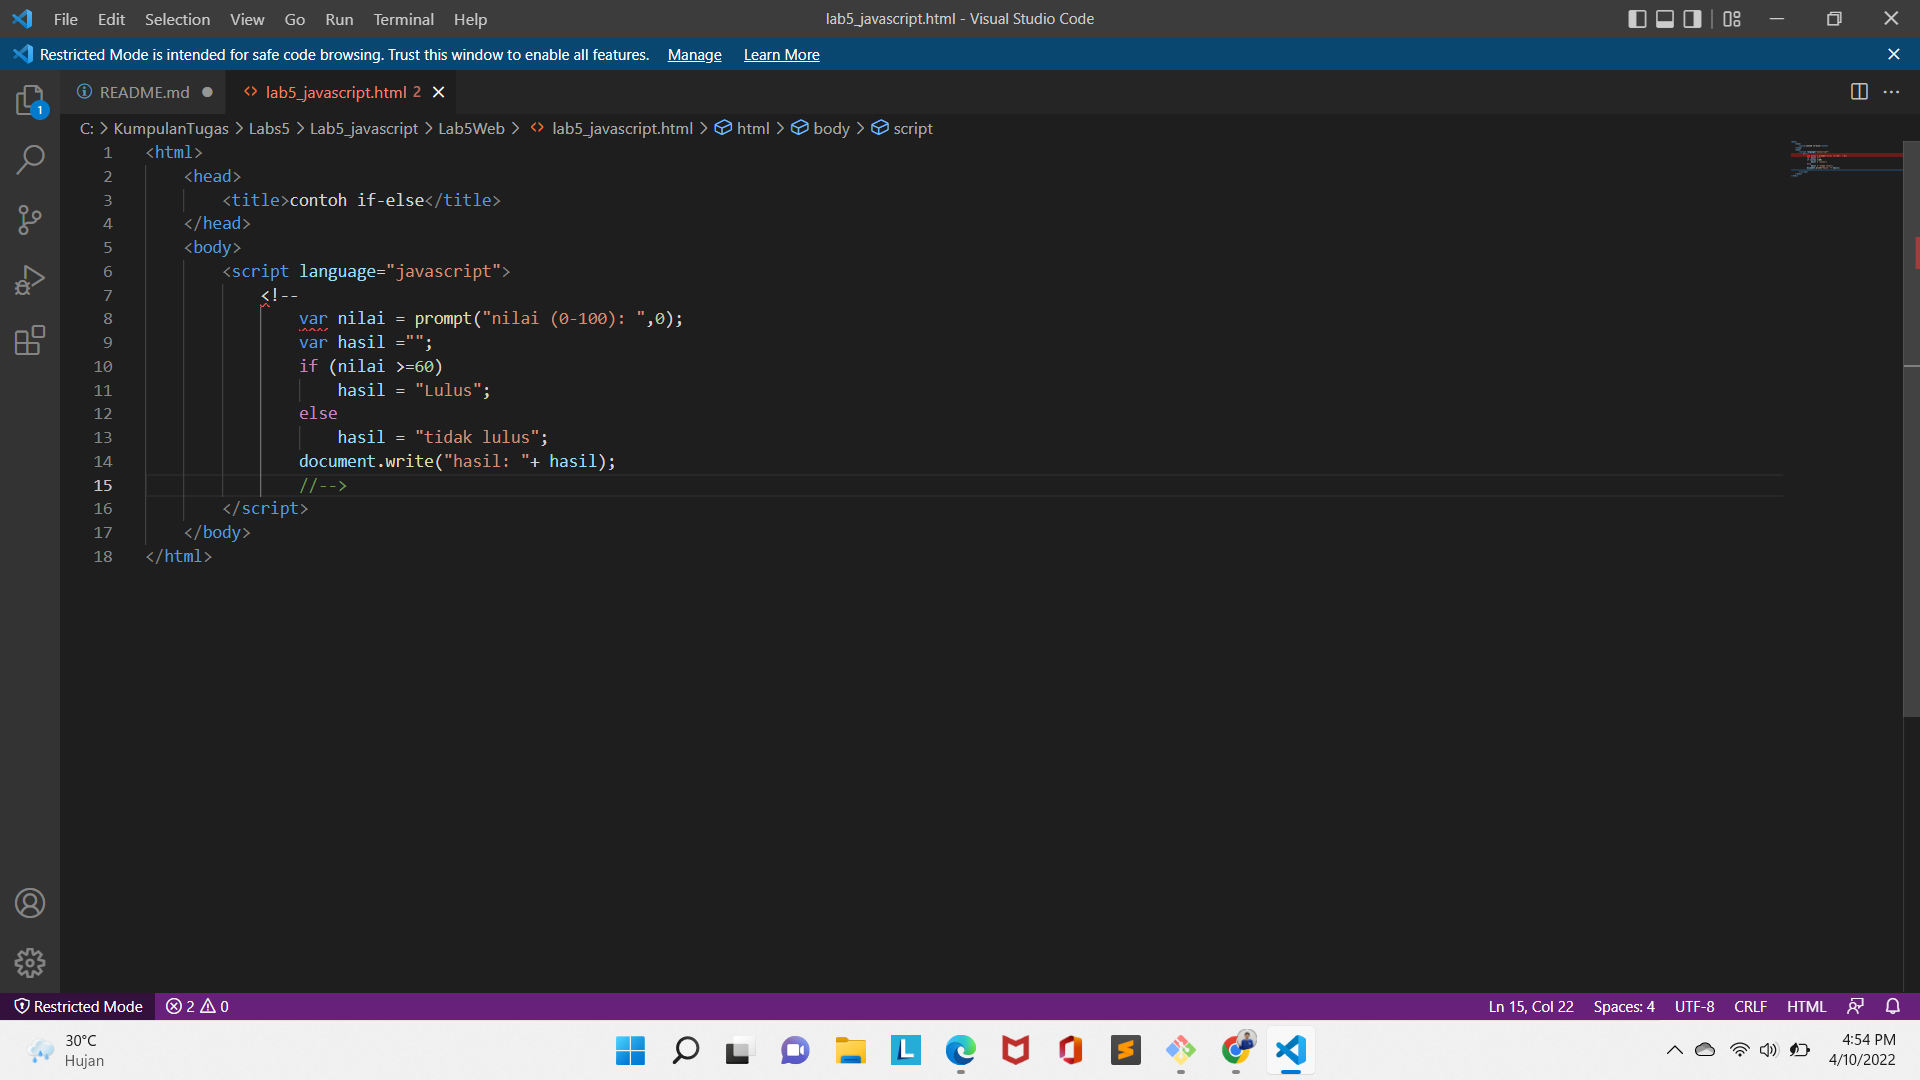 File Edit Selection View Go Run Terminal Help
lab5_javascript.html - Visual Studio Code
Restricted Mode is intended for safe code browsing. Trust this window to enable all features. Manage Learn More
README.md
lab5_javascript.html 2
1
C: > KumpulanTugas > Labs5 > Lab5_javascript > Lab5Web > <> lab5_javascript.html > html > body > script
1 <html>
2 <head>
3 <title>contoh if-else</title>
4 </head>
5 <body>
6 <script language="javascript">
7 <!--
8 var nilai = prompt("nilai (0-100): ",0);
9 var hasil ="";
10 if (nilai >=60)
11 hasil = "Lulus";
12 else
13 hasil = "tidak lulus";
14 document.write("hasil: "+ hasil);
15 //-->
16 </script>
17 </body>
18 </html>
Restricted Mode 2 0
Ln 15, Col 22 Spaces: 4 UTF-8 CRLF HTML
30°C
Hujan
L
4:54 PM
4/10/2022